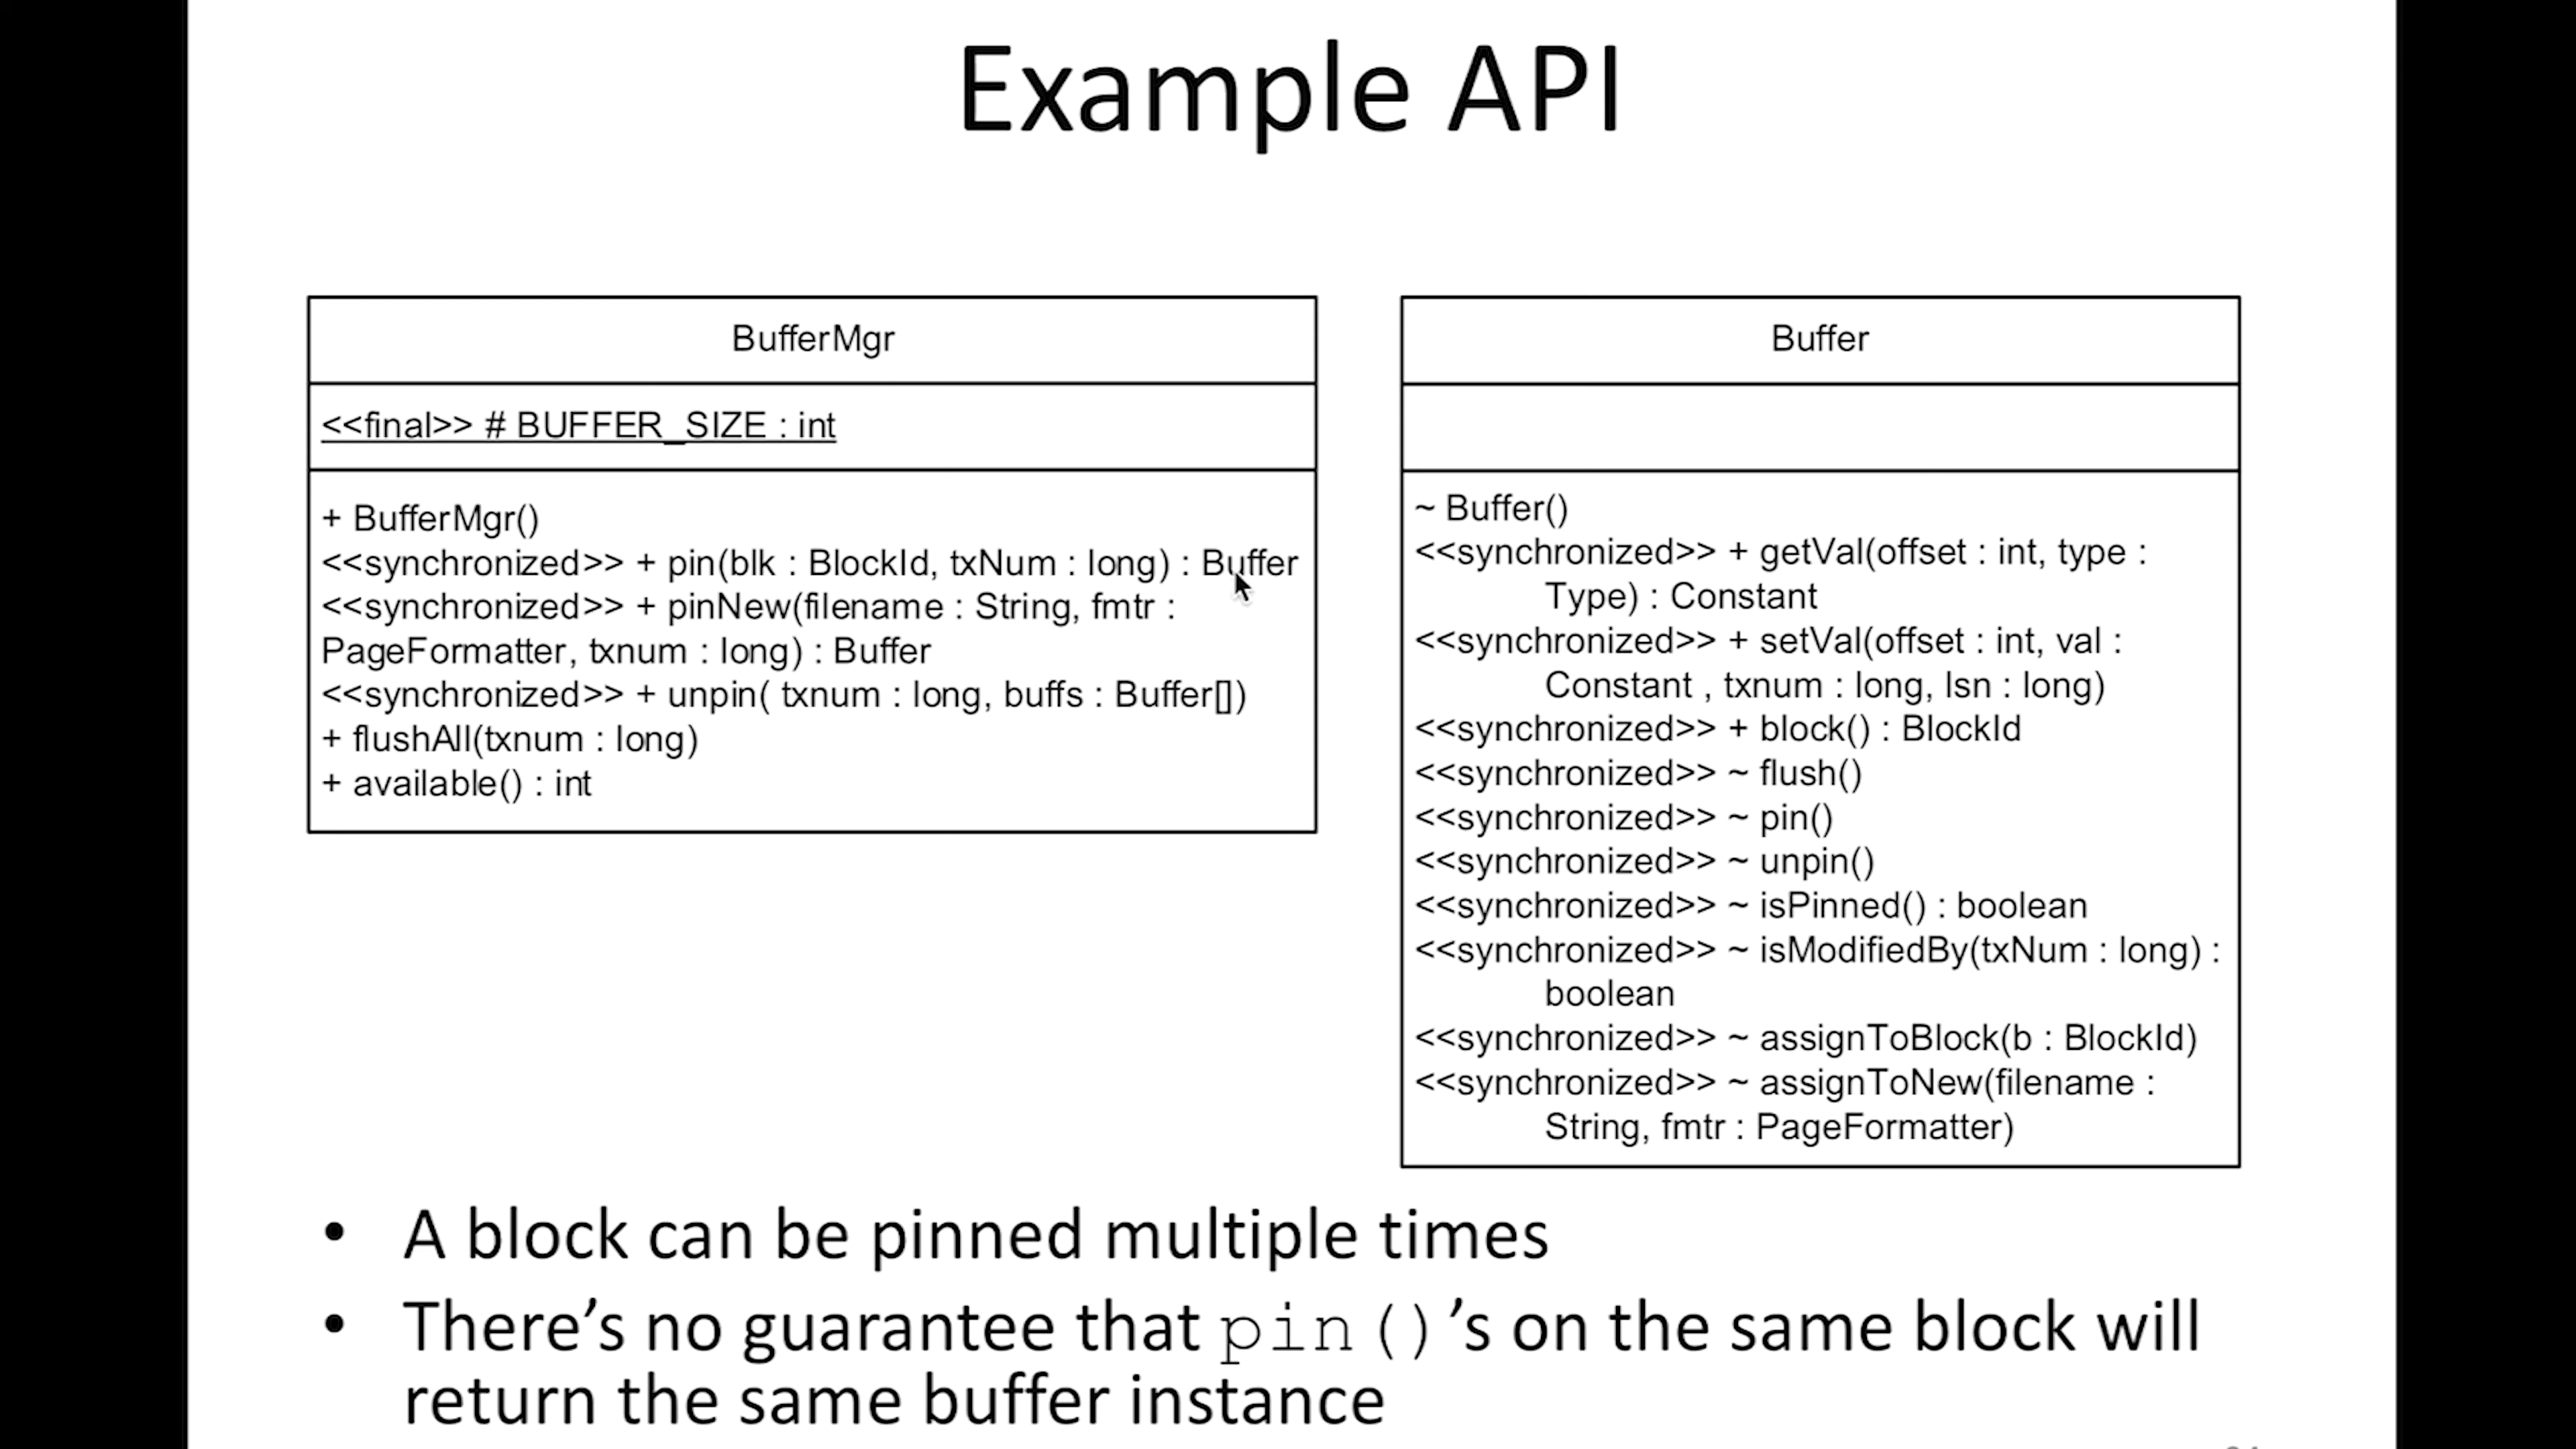 Example API
BufferMgr
<<final>> # BUFFER_SIZE : int
+ BufferMgr()
<<synchronized>> + pin(blk : BlockId, txNum : long) : Buffer
<<synchronized>> + pinNew(filename : String, fmtr :
PageFormatter, txnum : long) : Buffer
<<synchronized>> + unpin( txnum : long, buffs : Buffer[])
+ flushAll(txnum : long)
+ available() : int
Buffer
~ Buffer()
<<synchronized>> + getVal(offset : int, type :
Type) : Constant
<<synchronized>> + setVal(offset : int, val :
Constant , txnum : long, lsn : long)
<<synchronized>> + block() : BlockId
<<synchronized>> ~ flush()
<<synchronized>> ~ pin()
<<synchronized>> ~ unpin()
<<synchronized>> ~ isPinned() : boolean
<<synchronized>> ~ isModifiedBy(txNum : long) :
boolean
<<synchronized>> ~ assignToBlock(b : BlockId)
<<synchronized>> ~ assignToNew(filename :
String, fmtr : PageFormatter)
• A block can be pinned multiple times
• There’s no guarantee that pin()’s on the same block will
return the same buffer instance